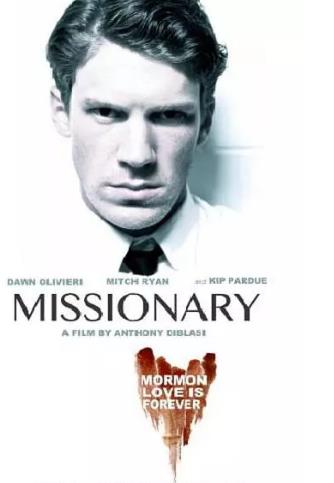 DAWN OLIVIERI MITCH RYAN and KIP PARDUE
MISSIONARY
A FILM BY ANTHONY DIBLASI
MORMON
LOVE IS
FOREVER